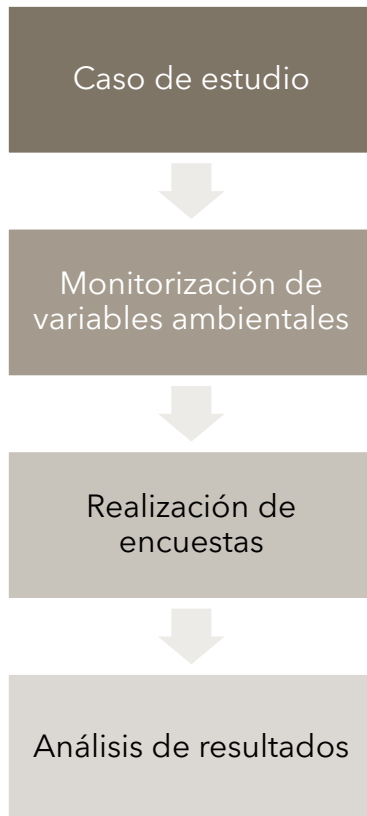 Caso de estudio
Monitorización de
variables ambientales
Realización de
encuestas
Análisis de resultados